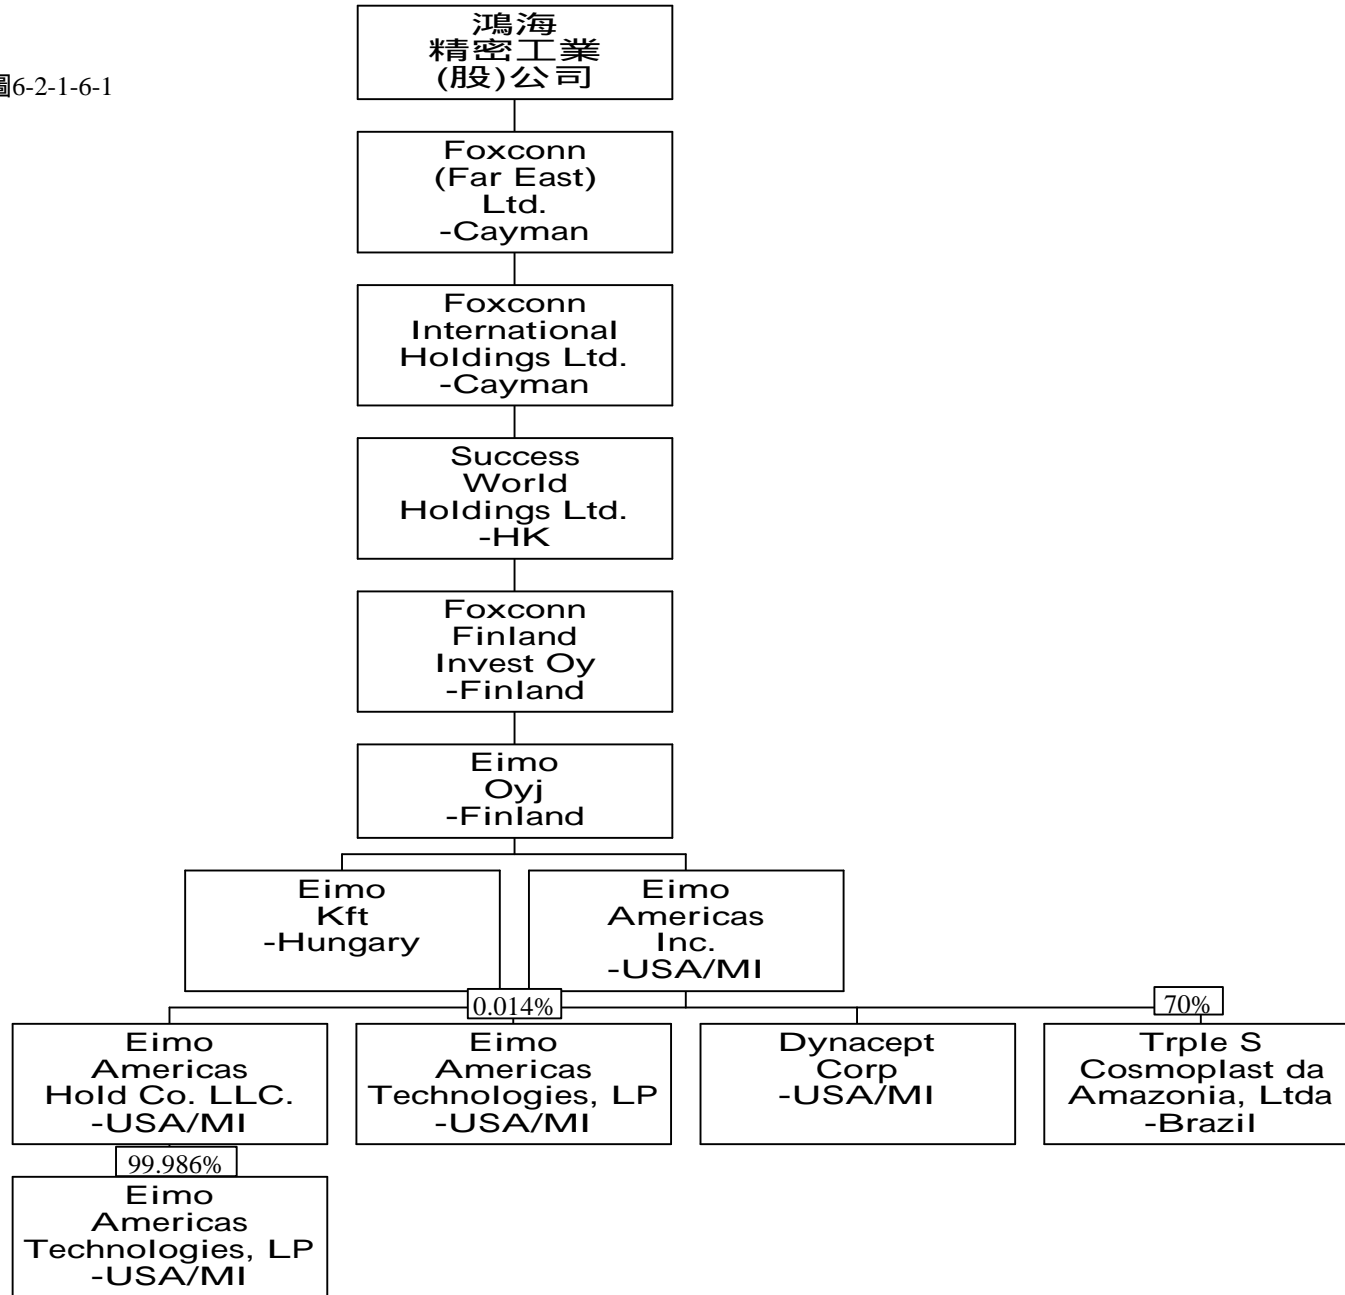 鴻海
精密工業
(股)公司
圖6-2-1-6-1
Foxconn
(Far East)
Ltd.
-Cayman
Foxconn
International
Holdings Ltd.
-Cayman
Success
World
Holdings Ltd.
-HK
Foxconn
Finland
Invest Oy
-Finland
Eimo
Oyj
-Finland
Eimo
Kft
-Hungary
Eimo
Americas
Inc.
-USA/MI
0.014%
70%
Eimo
Americas
Hold Co. LLC.
-USA/MI
Eimo
Americas
Technologies, LP
-USA/MI
Dynacept
Corp
-USA/MI
Trple S
Cosmoplast da
Amazonia, Ltda
-Brazil
99.986%
Eimo
Americas
Technologies, LP
-USA/MI